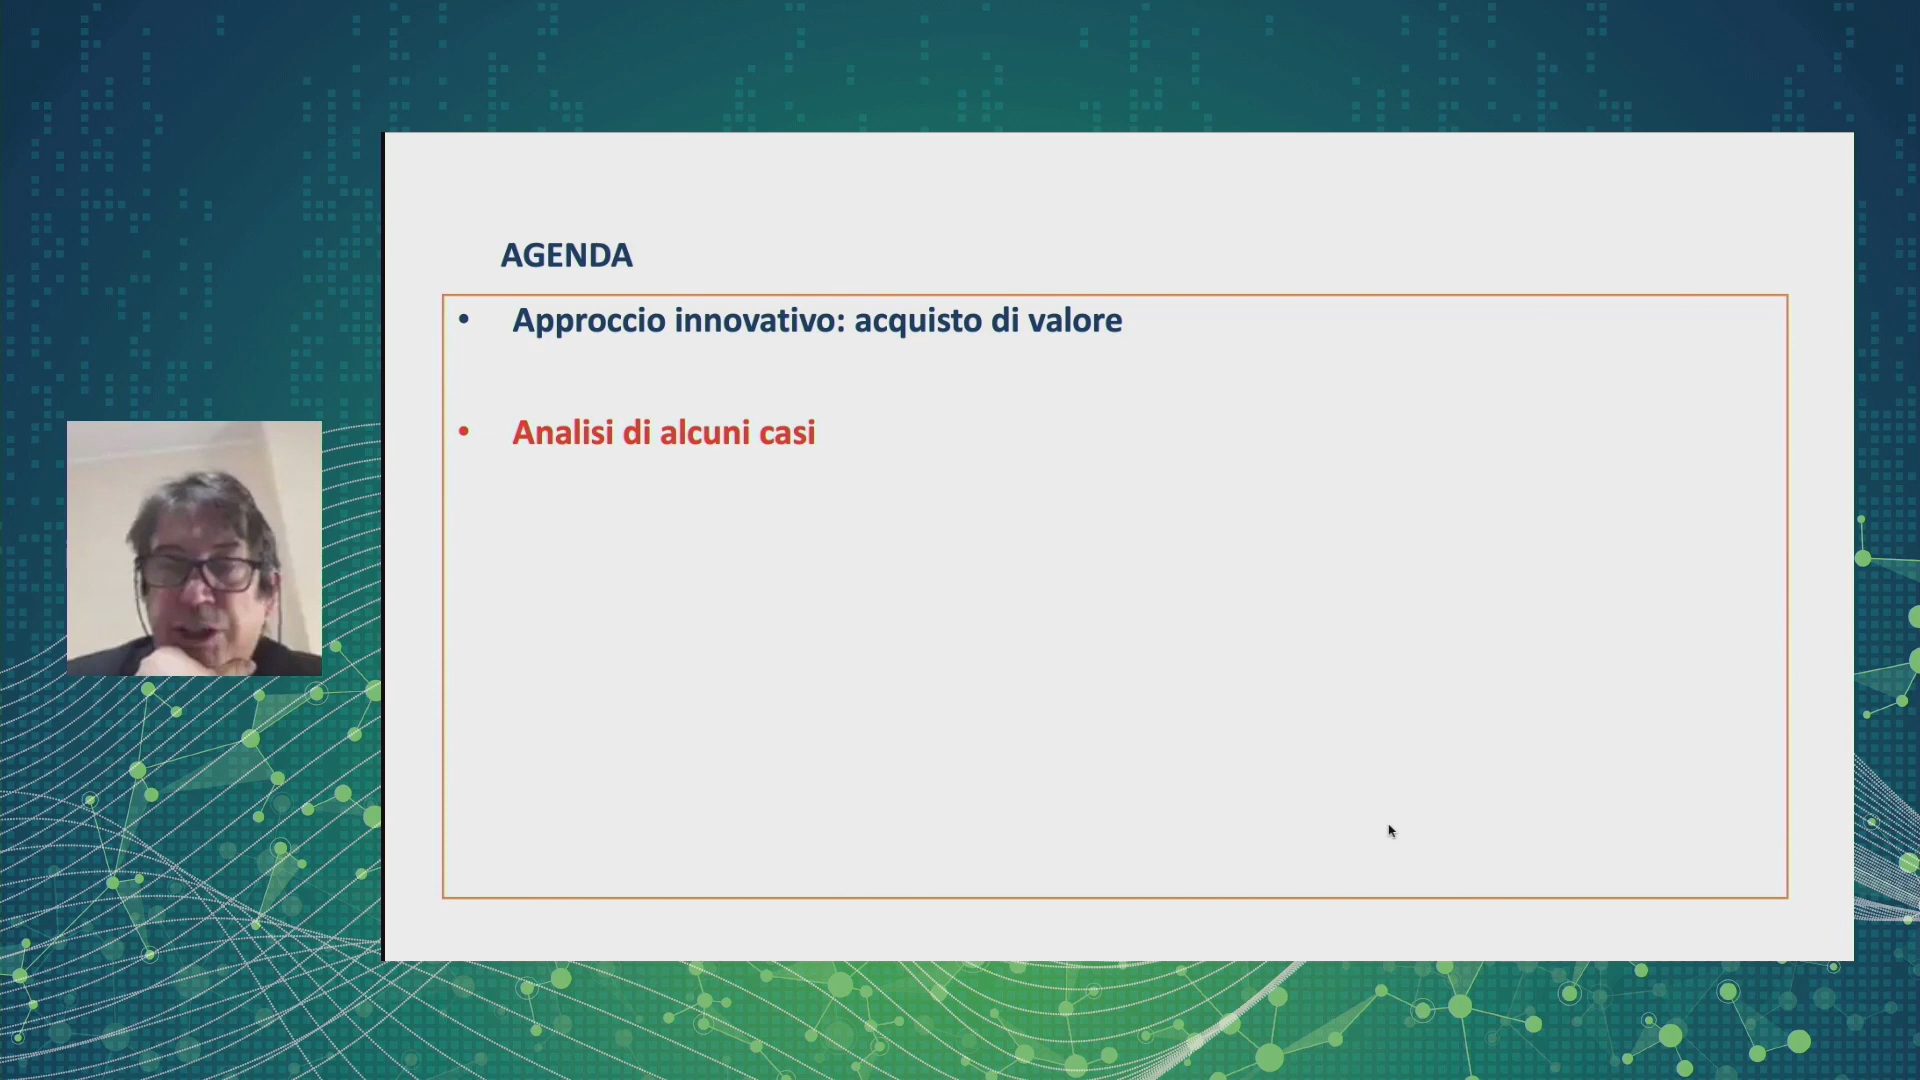 AGENDA
• Approccio innovativo: acquisto di valore
• Analisi di alcuni casi